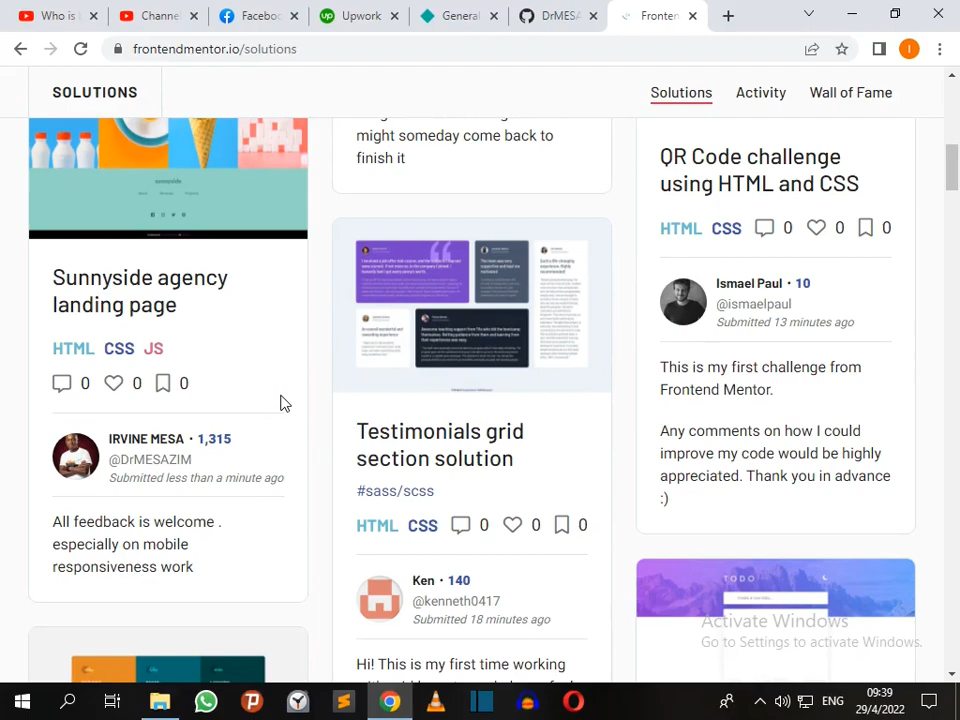 Who is
Channel
Facebook
Upwork
General
DrMESA
Fronten
frontendmentor.io/solutions
SOLUTIONS
Solutions
Activity
Wall of Fame
sunnyside
Sunnyside agency
landing page
HTML CSS JS
0 0 0
IRVINE MESA · 1,315
@DrMESAZIM
Submitted less than a minute ago
All feedback is welcome .
especially on mobile
responsiveness work
might someday come back to
finish it
Testimonials grid
section solution
#sass/scss
HTML CSS 0 0 0
Ken · 140
@kenneth0417
Submitted 18 minutes ago
Hi! This is my first time working
QR Code challenge
using HTML and CSS
HTML CSS 0 0 0
Ismael Paul · 10
@ismaelpaul
Submitted 13 minutes ago
This is my first challenge from
Frontend Mentor.
Any comments on how I could
improve my code would be highly
appreciated. Thank you in advance
:)
TODO
Activate Windows
Go to Settings to activate Windows.
ENG
09:39
29/4/2022